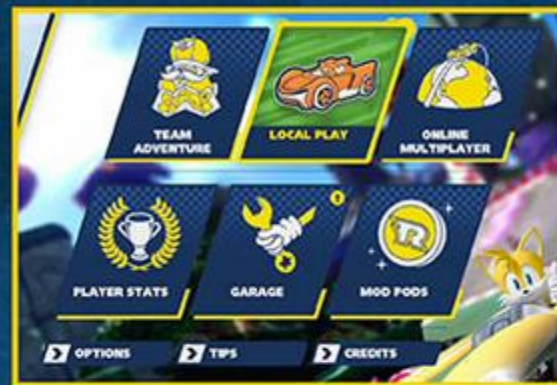 TEAM
ADVENTURE
LOCAL PLAY
ONLINE
MULTIPLAYER
PLAYER STATS
GARAGE
!
MOD PODS
R
OPTIONS
TIPS
CREDITS